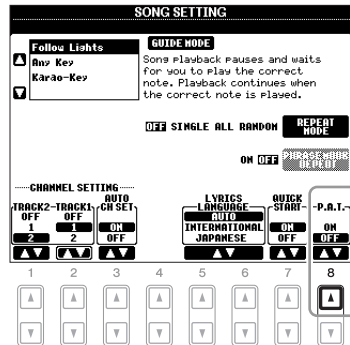 SONG SETTING
Follow Lights
Any Key
Karao-Key
GUIDE MODE
Song playback pauses and waits
for you to play the correct
note. Playback continues when
the correct note is played.
OFF SINGLE ALL RANDOM
REPEAT
MODE
ON OFF
PHRASE MARK
REPEAT
CHANNEL SETTING
TRACK2
OFF
1
2
TRACK1
OFF
1
2
AUTO
CH SET
ON
OFF
LYRICS
LANGUAGE
AUTO
INTERNATIONAL
JAPANESE
QUICK
START
ON
OFF
P.A.T.
ON
OFF
1 2 3 4 5 6 7 8